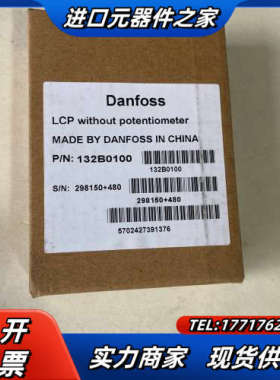 进口元器件之家
Danfoss
LCP without potentiometer
MADE BY DANFOSS IN CHINA
P/N: 132B0100
132B0100
S/N: 298150+480
298150+480
5702427391376
开
票
TEL:17717762
实力商家 现货供